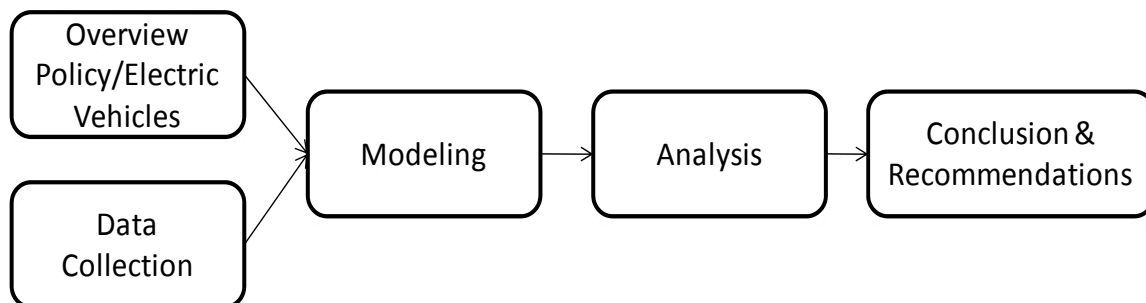 Overview
Policy/Electric
Vehicles
Data
Collection
Modeling
Analysis
Conclusion &
Recommendations